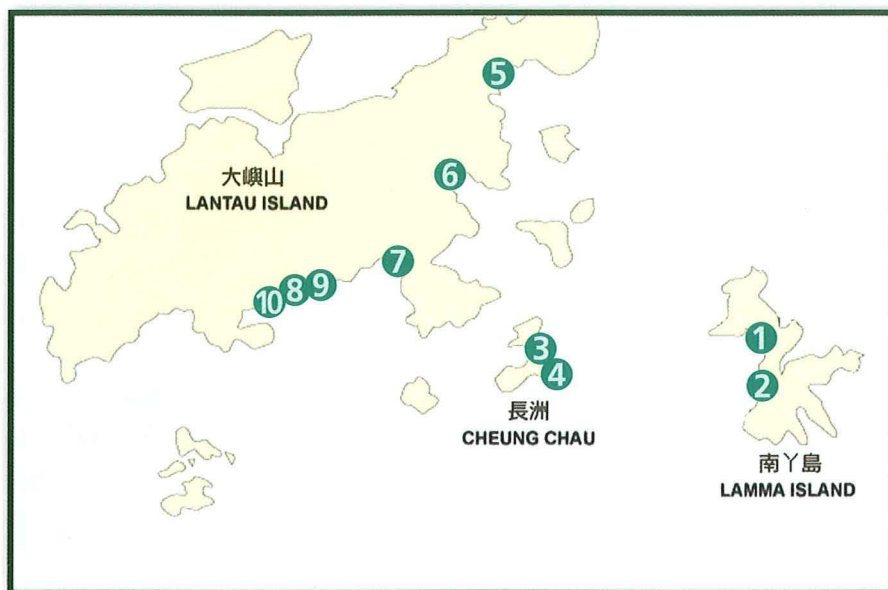 5
6
大嶼山
LANTAU ISLAND
7
9
8
10
1
3
4
2
長洲
CHEUNG CHAU
南丫島
LAMMA ISLAND